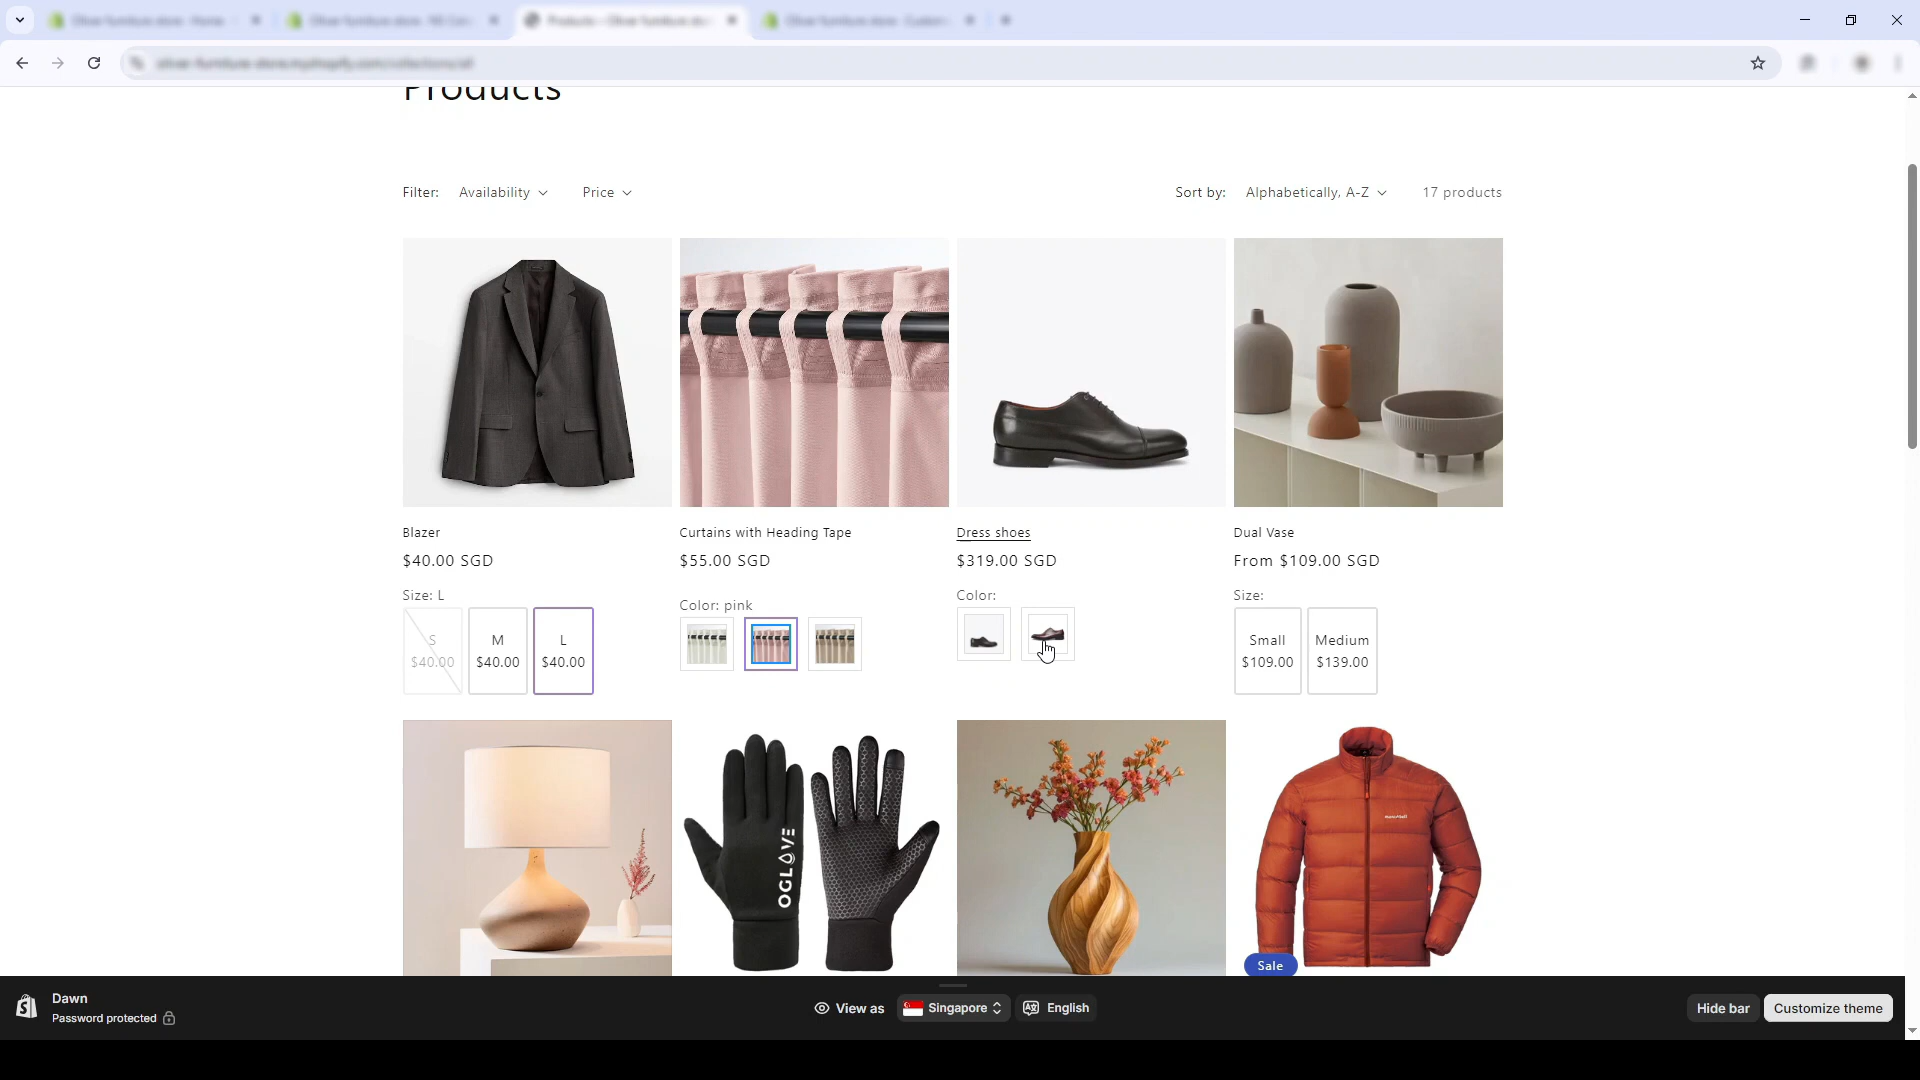 Products
Filter: Availability Price Sort by: Alphabetically, A-Z 17 products
Blazer
$40.00 SGD
Size: L
S
$40.00
M
$40.00
L
$40.00
Curtains with Heading Tape
$55.00 SGD
Color: pink
Dress shoes
$319.00 SGD
Color:
Dual Vase
From $109.00 SGD
Size:
Small
$109.00
Medium
$139.00
OGLOVE
Sale
Dawn
Password protected
View as Singapore English
Hide bar Customize theme